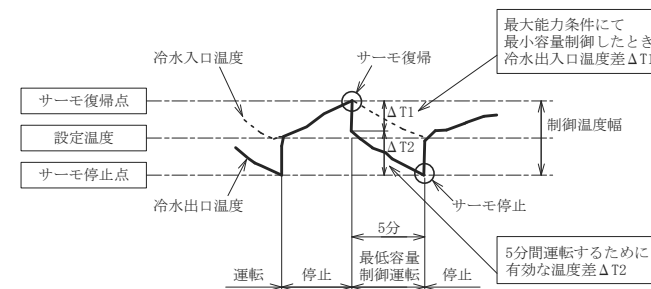 最大能力条件にて
最小容量制御したとき
冷水出入口温度差ΔT1
冷水入口温度
サーモ復帰
サーモ復帰点
ΔT1
設定温度
制御温度幅
ΔT2
サーモ停止点
冷水出口温度
サーモ停止
5分
5分間運転するために
有効な温度差ΔT2
運転
停止
最低容量
制御運転
停止